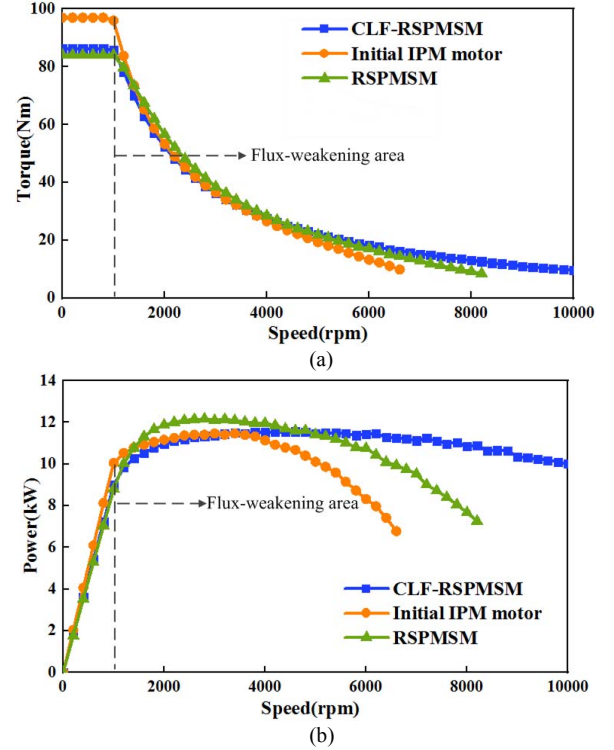 100
80
60
40
20
0
Torque(Nm)
CLF-RSPMSM
Initial IPM motor
RSPMSM
Flux-weakening area
0 2000 4000 6000 8000 10000
Speed(rpm)
(a)
14
12
10
8
6
4
2
0
Power(kW)
Flux-weakening area
CLF-RSPMSM
Initial IPM motor
RSPMSM
0 2000 4000 6000 8000 10000
Speed(rpm)
(b)